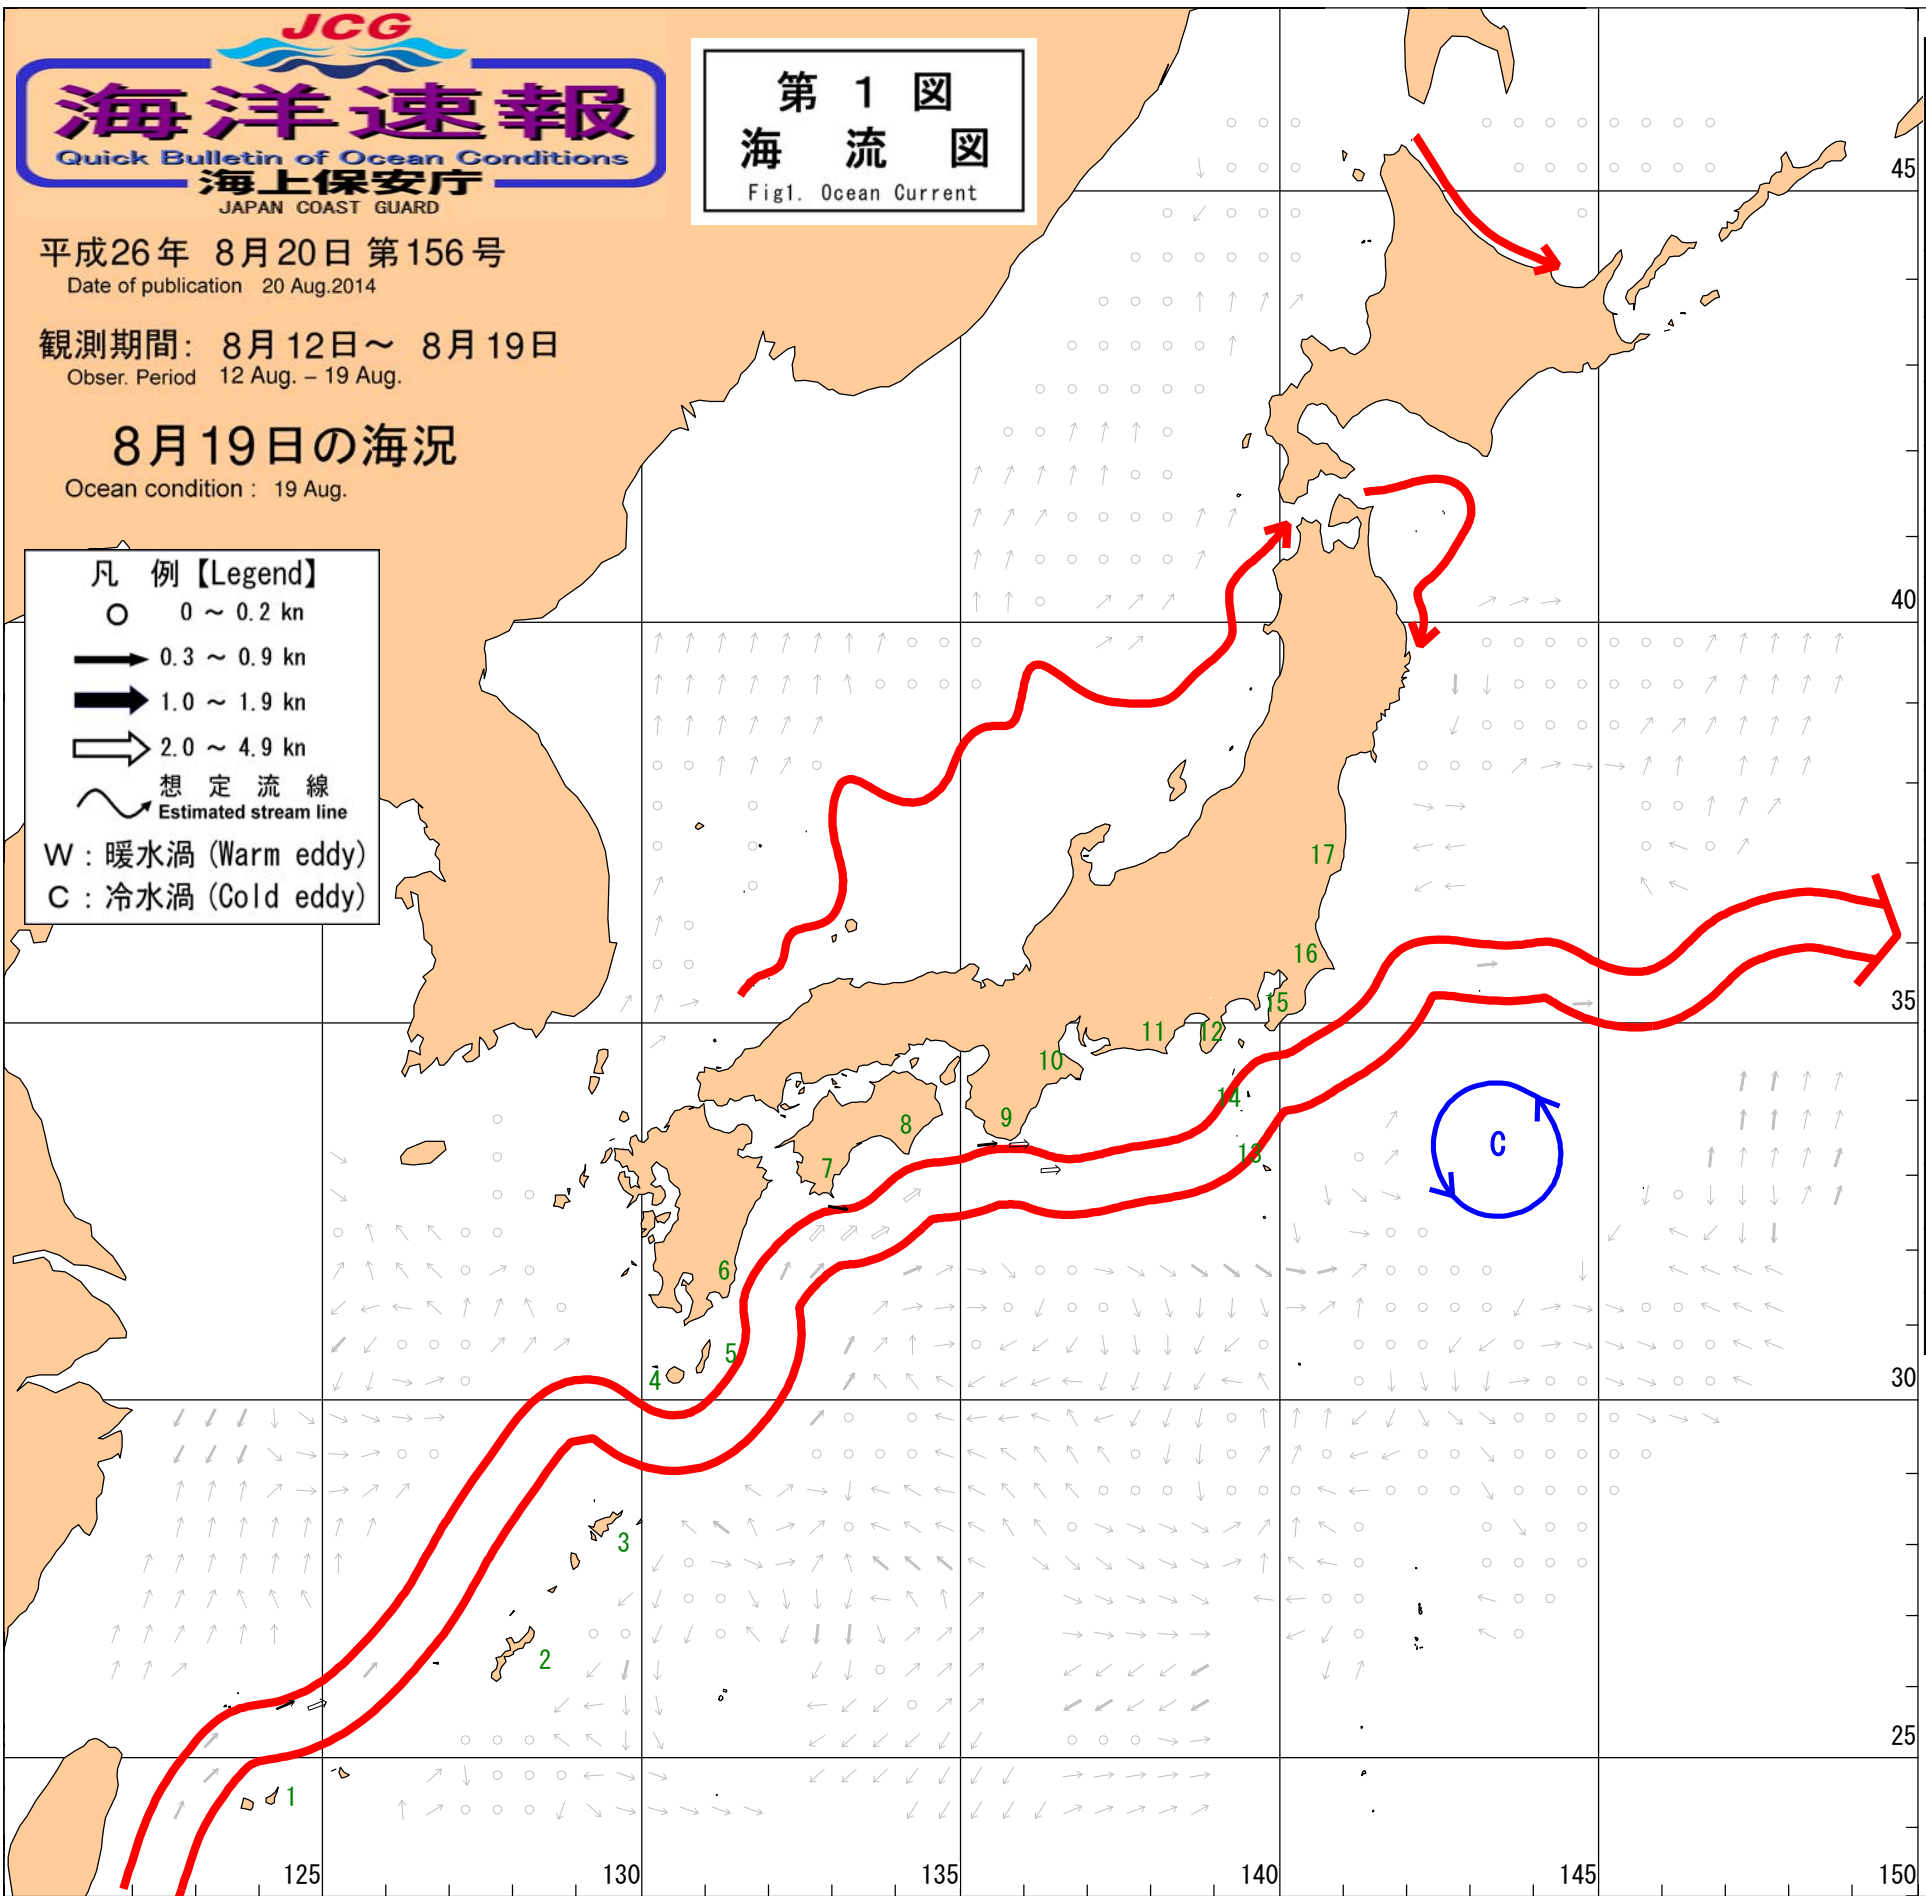 JCG
海洋速報
Quick Bulletin of Ocean Conditions
海上保安庁
JAPAN COAST GUARD
第 1 図
海 流 図
Fig1. Ocean Current
平成26年 8月20日 第156号
Date of publication 20 Aug.2014
観測期間: 8月12日～ 8月19日
Obser. Period 12 Aug. – 19 Aug.
8月19日の海況
Ocean condition : 19 Aug.
凡 例【Legend】
0 ～ 0.2 kn
0.3 ～ 0.9 kn
1.0 ～ 1.9 kn
2.0 ～ 4.9 kn
想 定 流 線
Estimated stream line
W : 暖水渦 (Warm eddy)
C : 冷水渦 (Cold eddy)
45
40
17
16
35
15
14
13
12
11
10
9
8
7
C
6
5
4
30
3
2
25
1
125
130
135
140
145
150